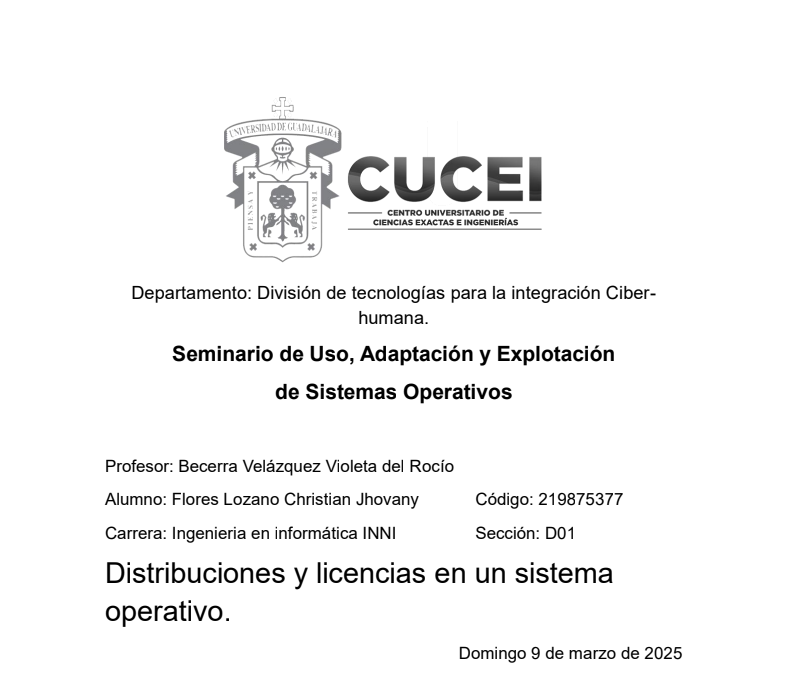 UNIVERSIDAD DE GUADALAJARA
PIENSA Y
TRABAJA
CUCEI
CENTRO UNIVERSITARIO DE
CIENCIAS EXACTAS E INGENIERÍAS
Departamento: División de tecnologías para la integración Ciber-
humana.
Seminario de Uso, Adaptación y Explotación
de Sistemas Operativos
Profesor: Becerra Velázquez Violeta del Rocío
Alumno: Flores Lozano Christian Jhovany Código: 219875377
Carrera: Ingenieria en informática INNI Sección: D01
Distribuciones y licencias en un sistema
operativo.
Domingo 9 de marzo de 2025